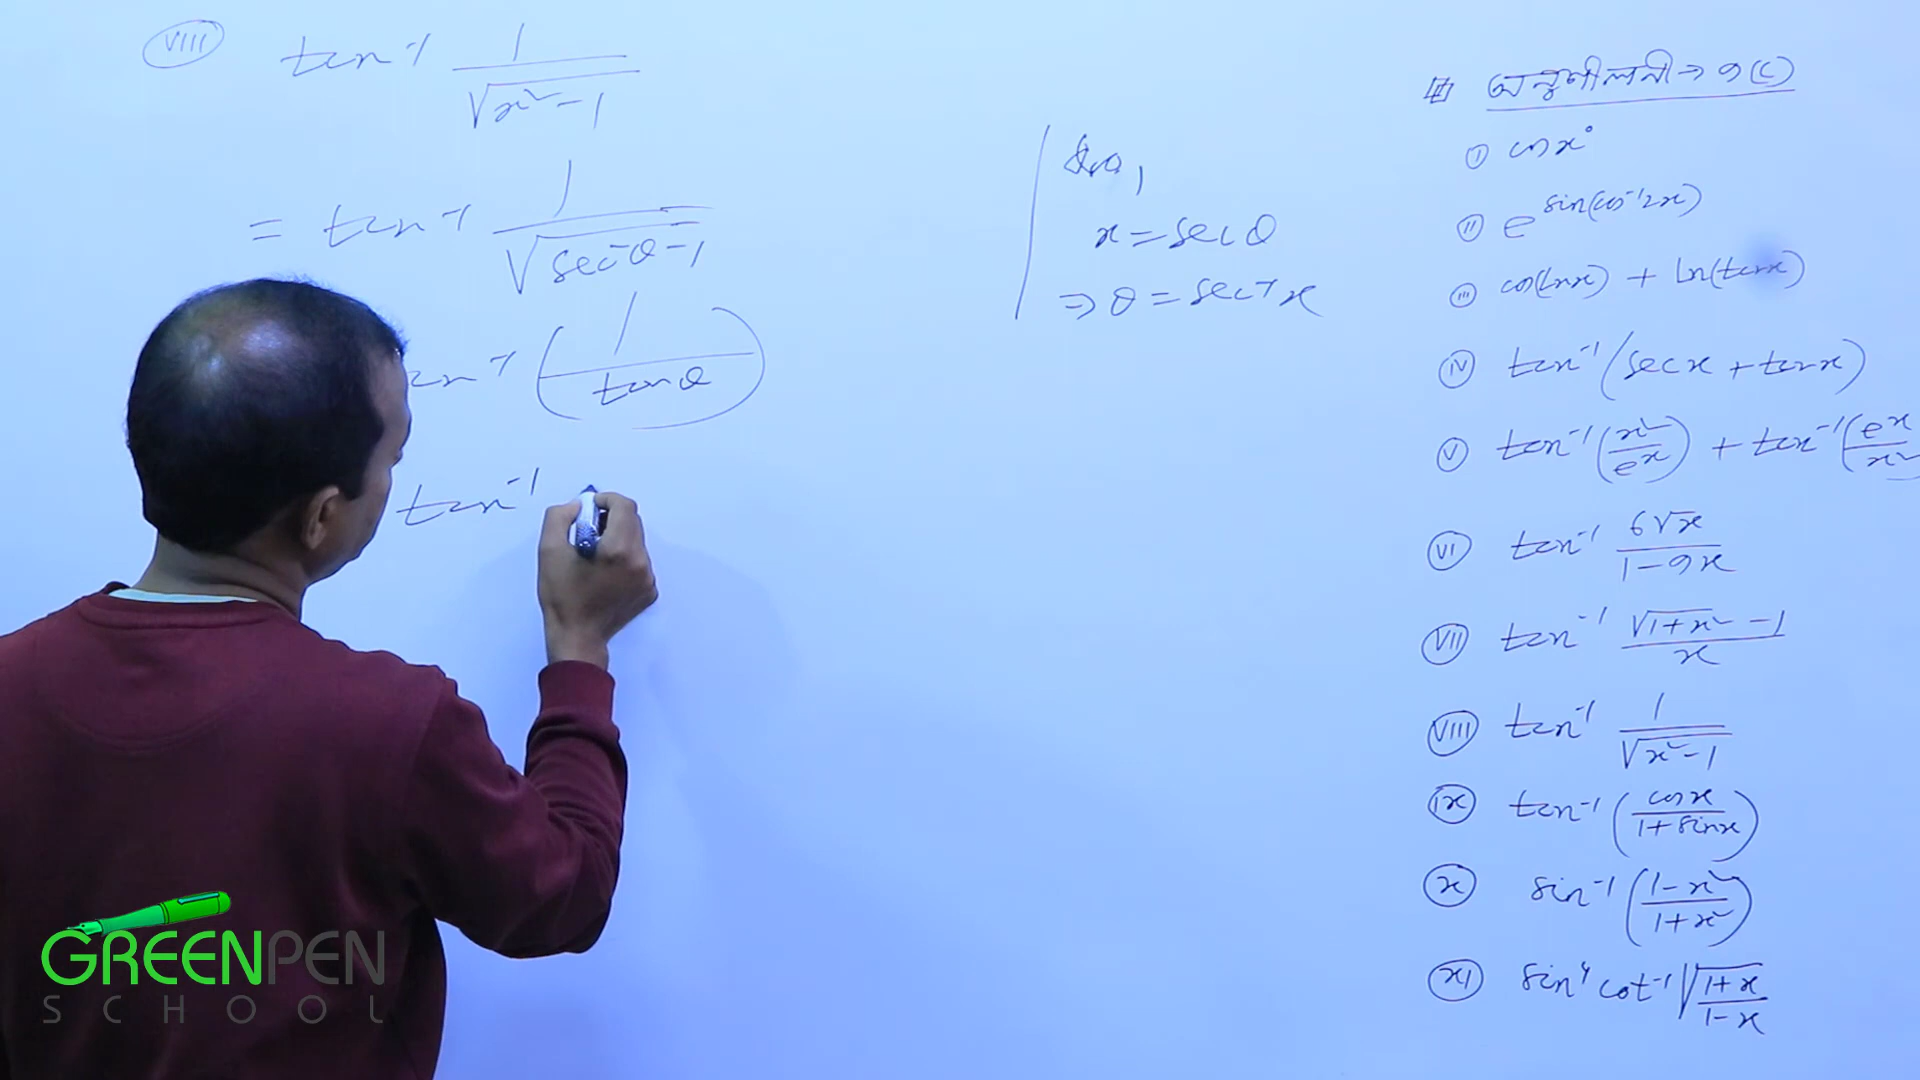 VIII tan⁻¹ 1/√(x²-1)
= tan⁻¹ 1/√(sec²θ-1)
tan⁻¹ (1/tanθ)
tan⁻¹
x = secθ
⇒ θ = sec⁻¹x
অনুশীলনী → ৯(C)
I cos x°
II e^sin(cos⁻¹2x)
III cos(lnx) + ln(tanx)
IV tan⁻¹(secx + tanx)
V tan⁻¹(x²/eˣ) + tan⁻¹(eˣ/x²
VI tan⁻¹ 6√x/1-9x
VII tan⁻¹ √(1+x²) -1/x
VIII tan⁻¹ 1/√(x²-1)
IX tan⁻¹(cosx/1+sinx)
X sin⁻¹(1-x²/1+x²)
XI sin⁴ cot⁻¹√(1+x/1-x)
GREENPEN
SCHOOL